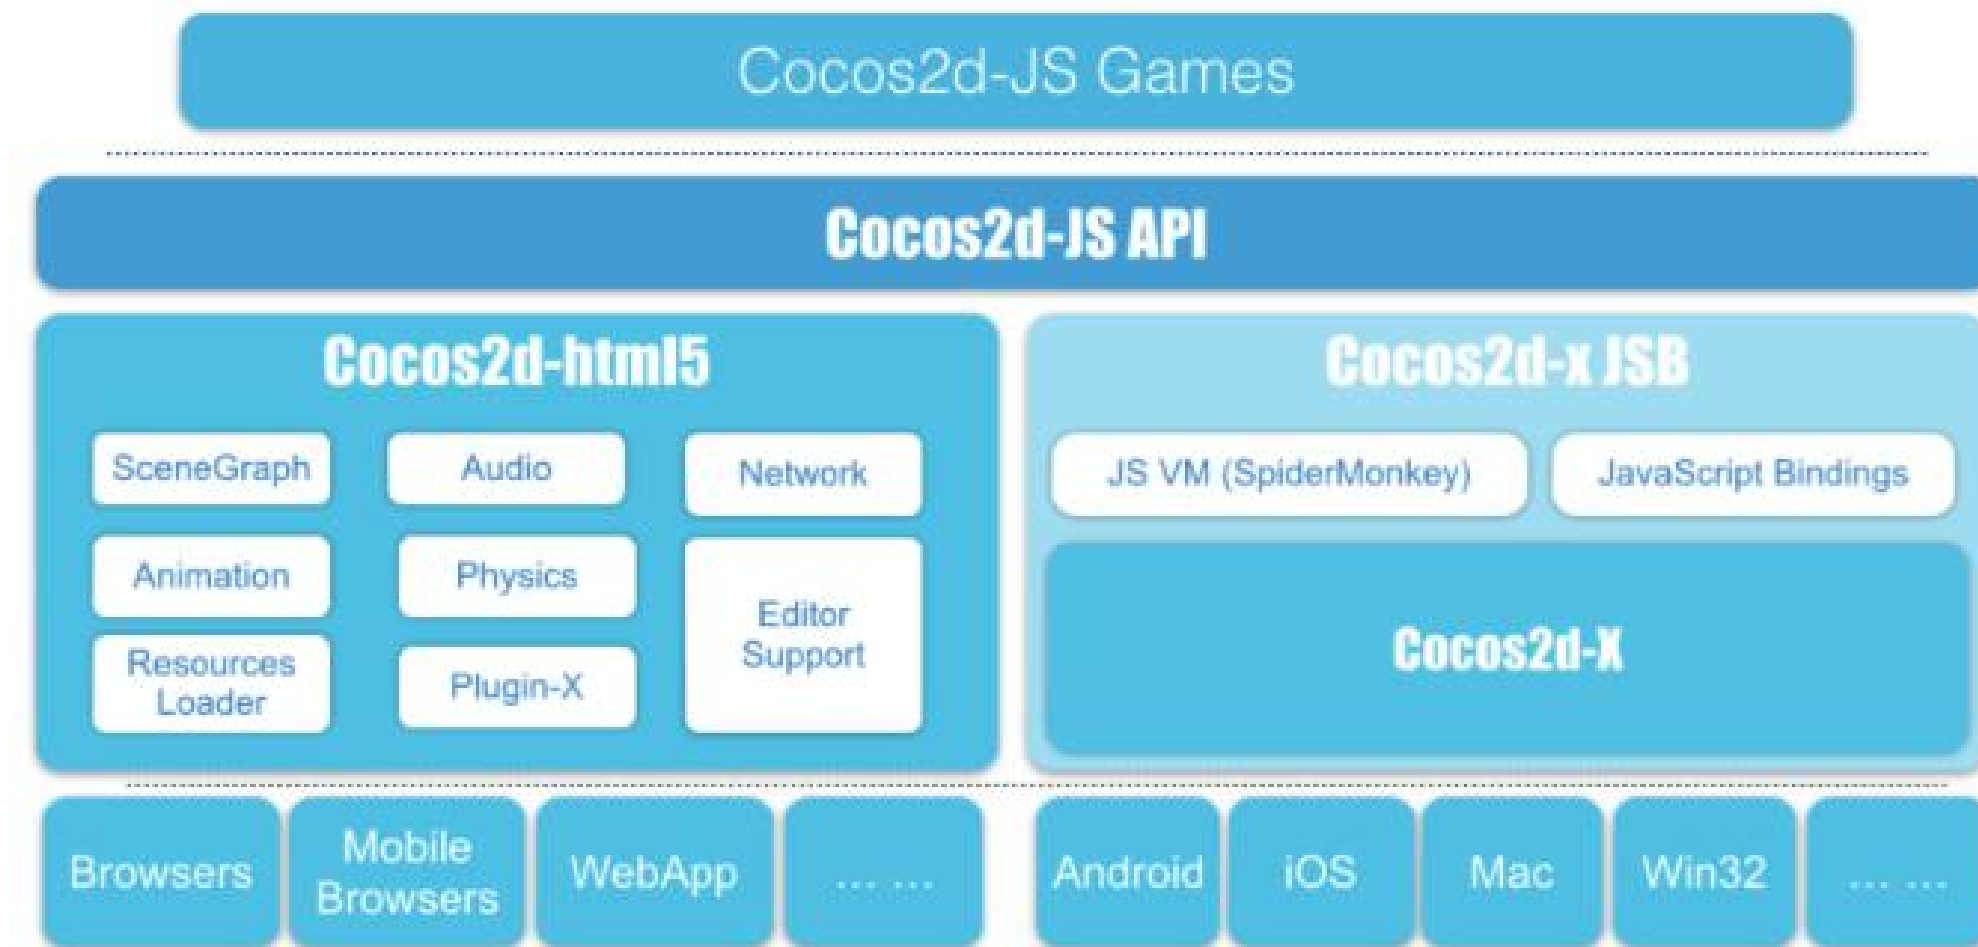 Cocos2d-JS Games
Cocos2d-JS API
Cocos2d-html5
SceneGraph
Audio
Network
Animation
Physics
Editor
Support
Resources
Loader
Plugin-X
Cocos2d-x JSB
JS VM (SpiderMonkey)
JavaScript Bindings
Cocos2d-X
Browsers
Mobile
Browsers
WebApp
... ...
Android
iOS
Mac
Win32
... ...